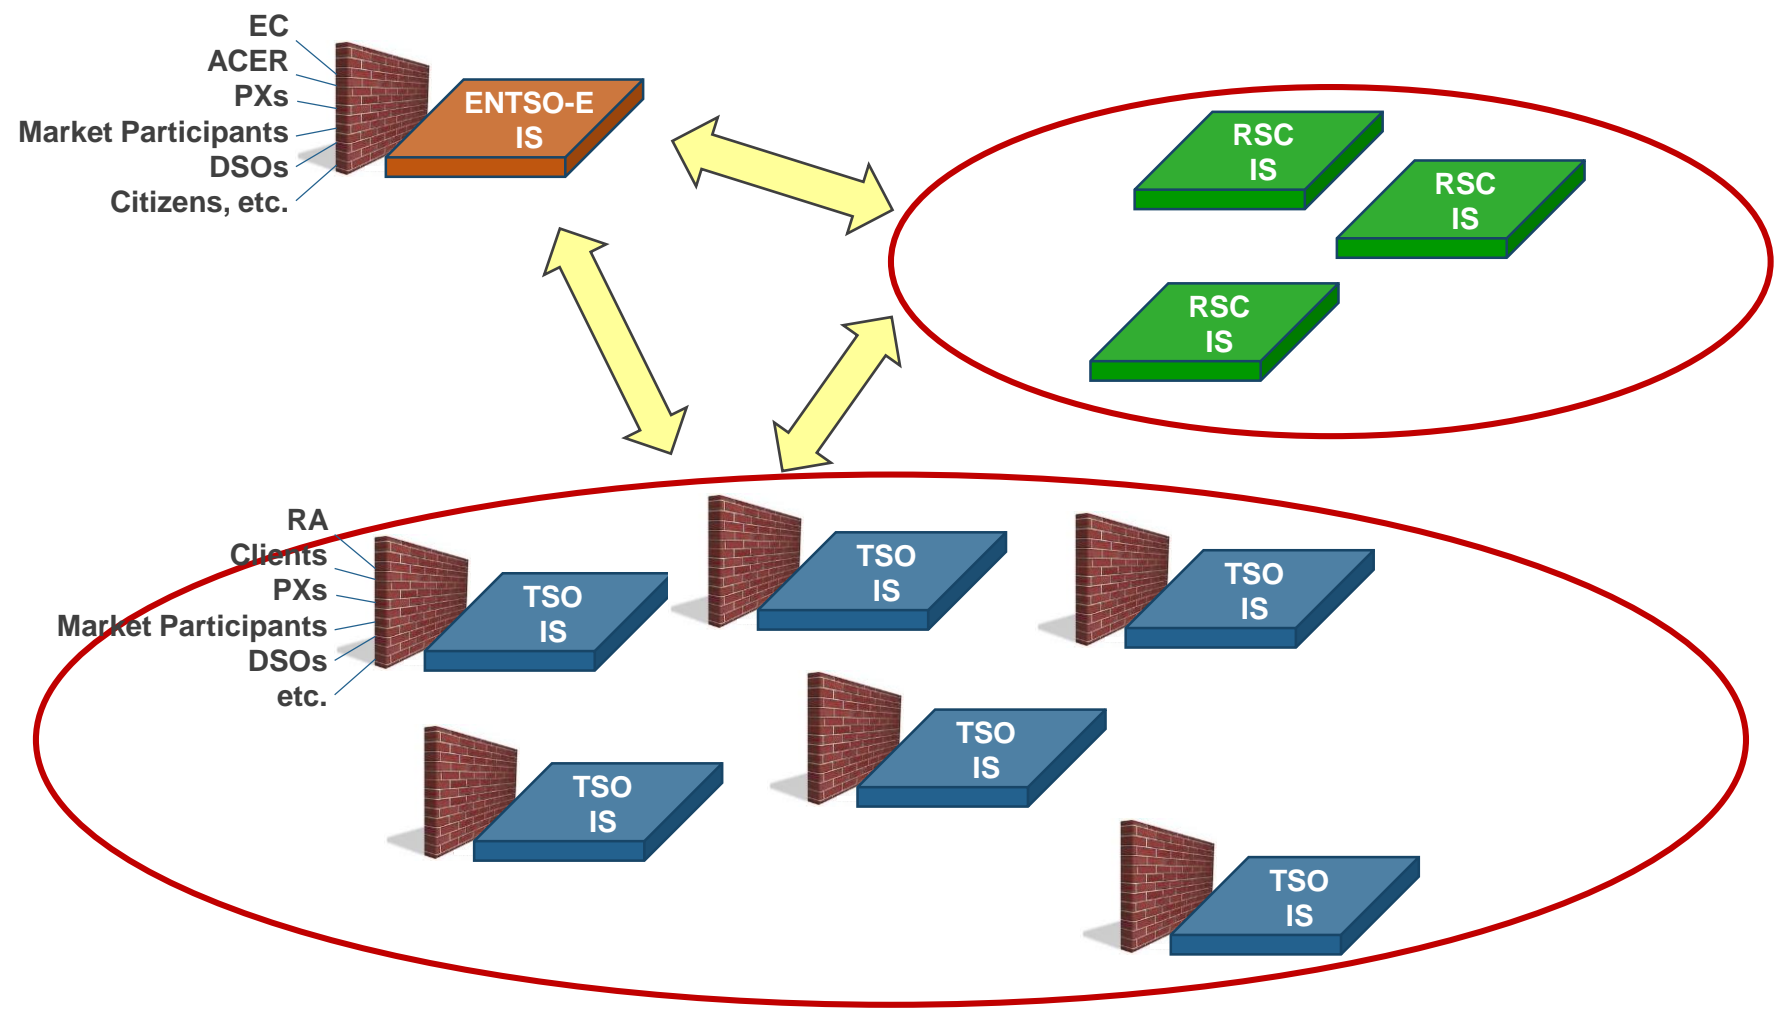 EC
ACER
PXs
Market Participants
DSOs
Citizens, etc.
ENTSO-E
IS
RSC
IS
RSC
IS
RSC
IS
RA
Clients
PXs
Market Participants
DSOs
etc.
TSO
IS
TSO
IS
TSO
IS
TSO
IS
TSO
IS
TSO
IS